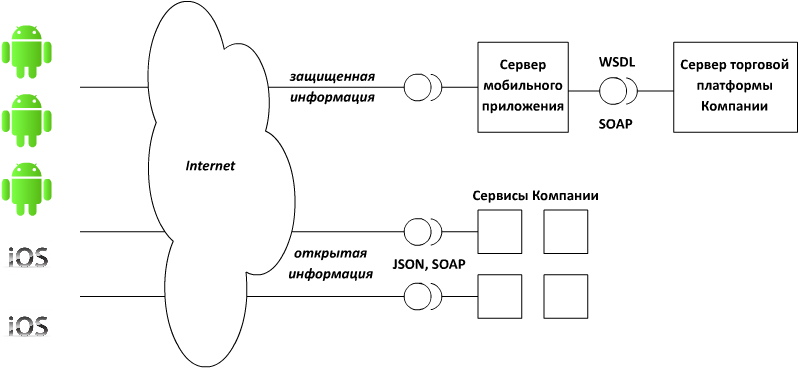 защищенная
информация
Сервер
мобильного
приложения
WSDL
SOAP
Сервер торговой
платформы
Компании
Internet
Сервисы Компании
открытая
информация
JSON, SOAP
iOS
iOS